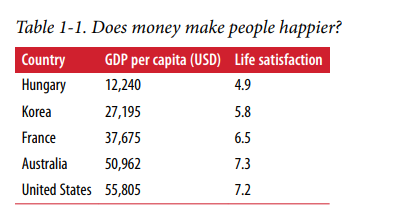 Table 1-1. Does money make people happier?
Country GDP per capita (USD) Life satisfaction
Hungary 12,240 4.9
Korea 27,195 5.8
France 37,675 6.5
Australia 50,962 7.3
United States 55,805 7.2